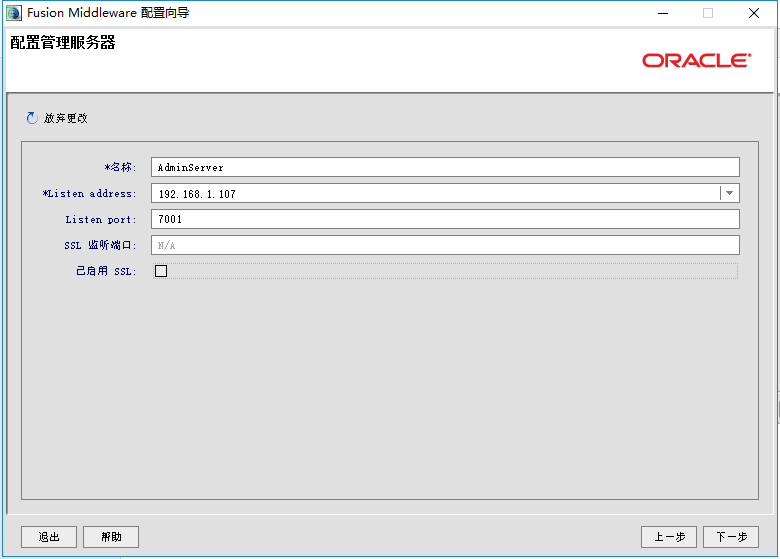 Fusion Middleware 配置向导
配置管理服务器
ORACLE
放弃更改
*名称: AdminServer
*Listen address: 192.168.1.107
Listen port: 7001
SSL 监听端口: N/A
已启用 SSL:
退出 帮助 上一步 下一步